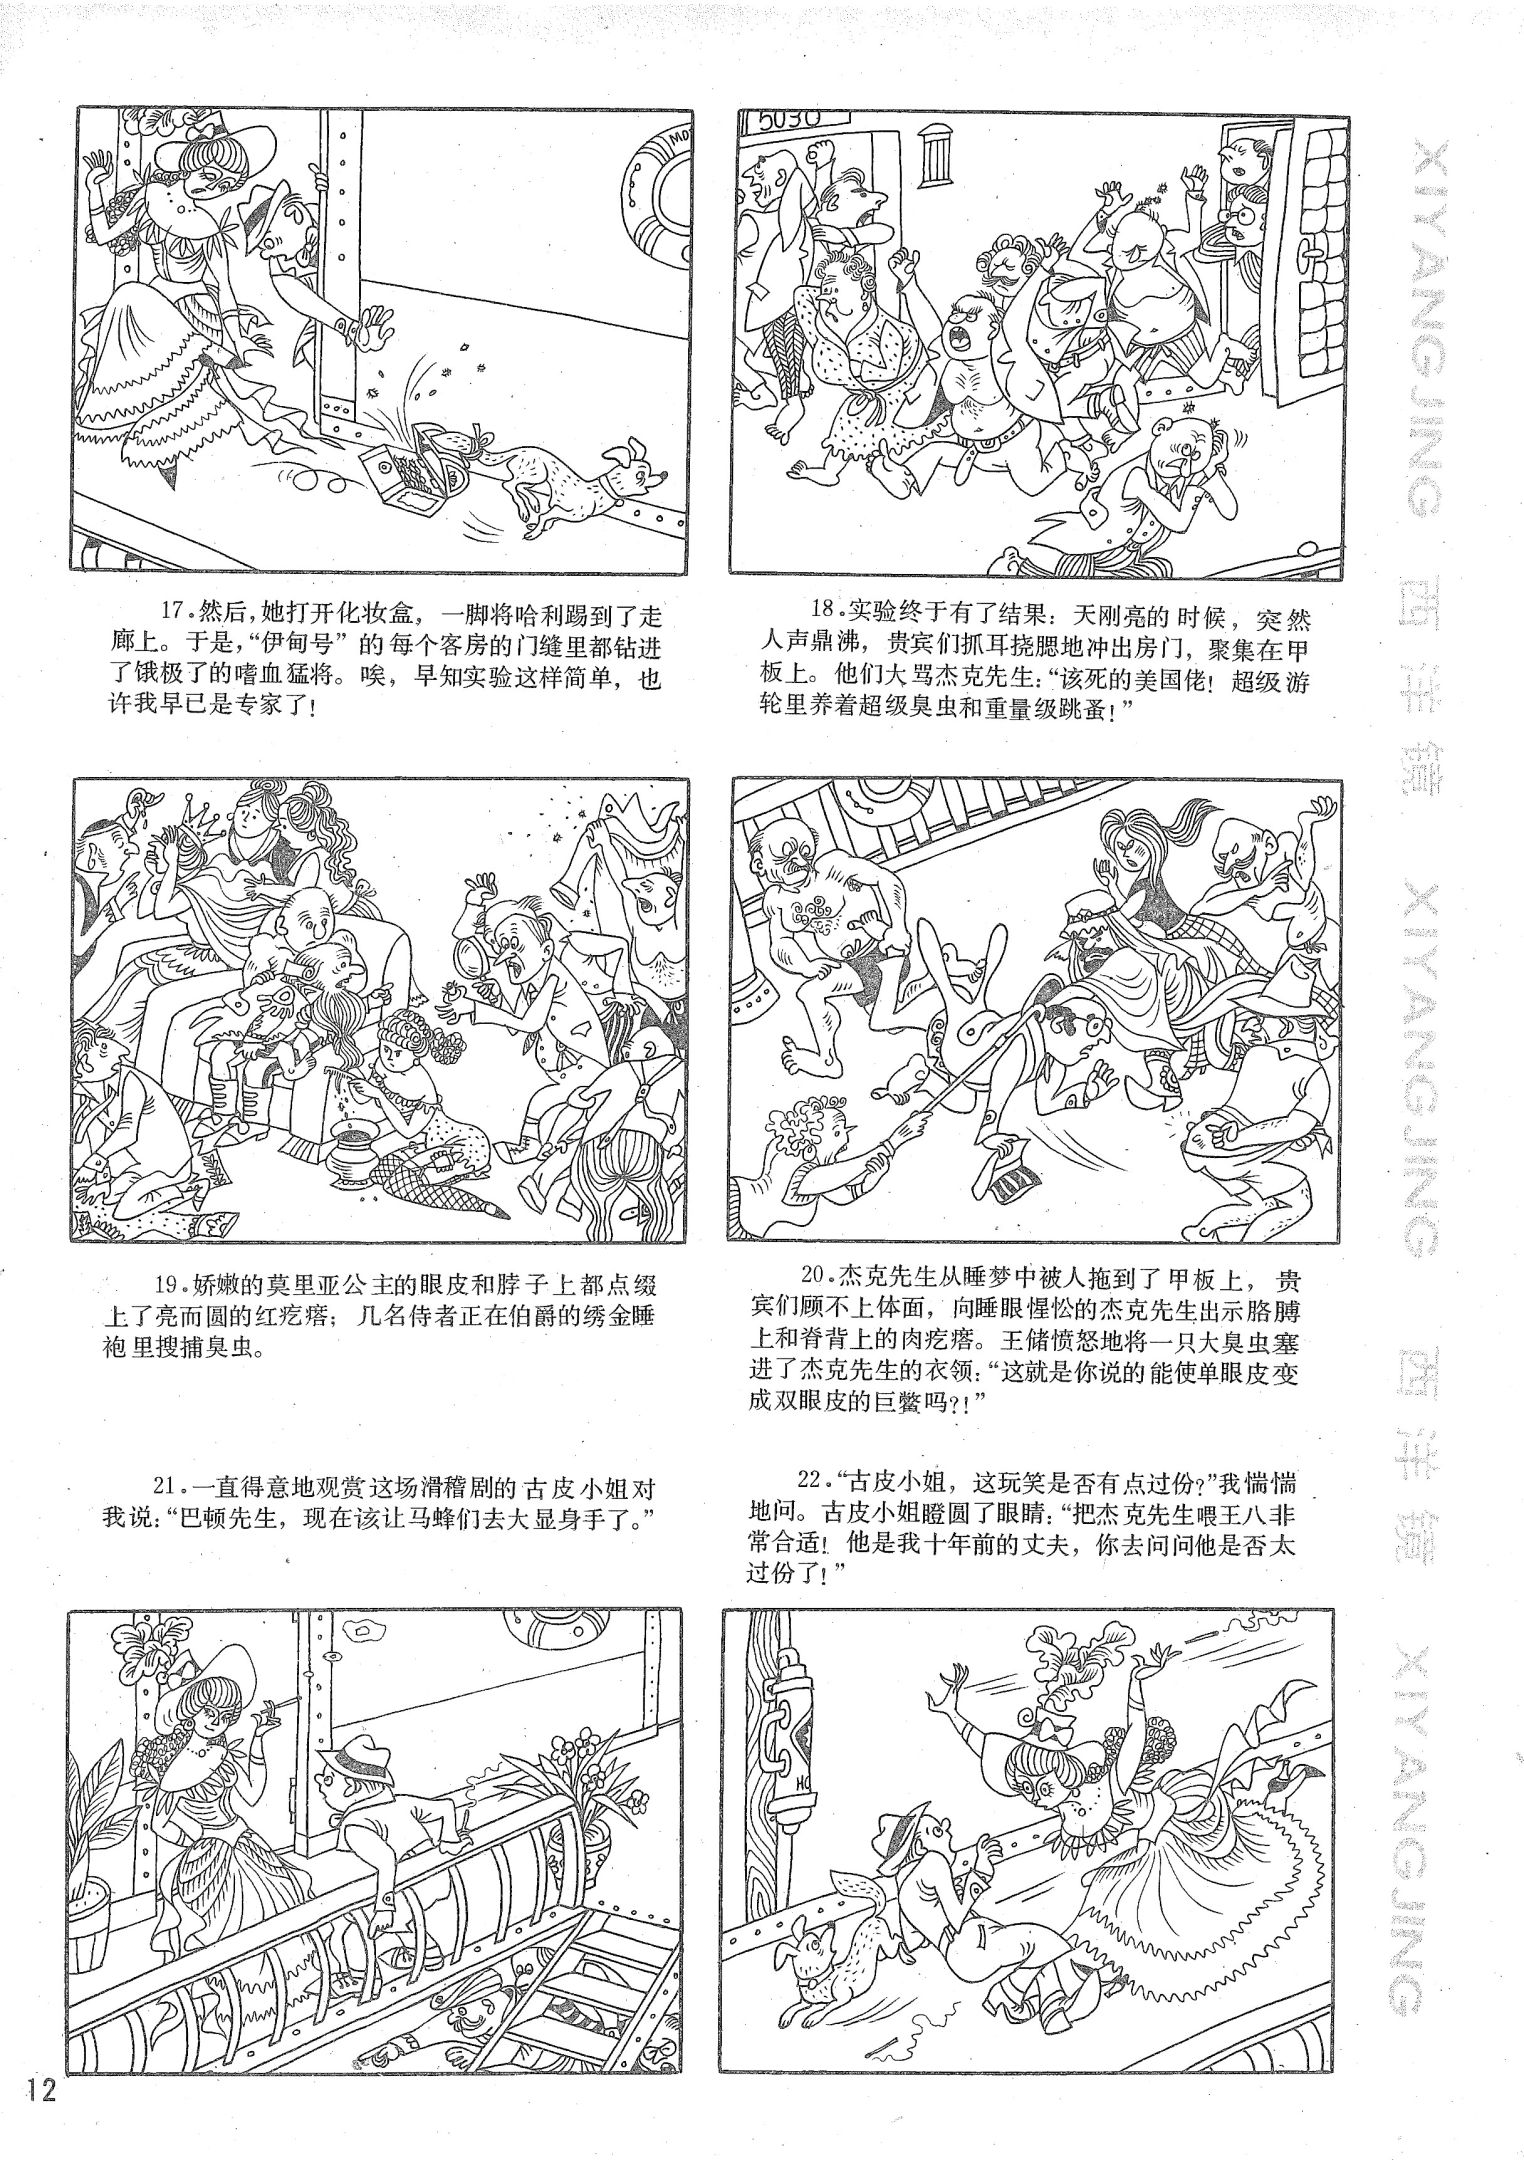 MOT
17。然后，她打开化妆盒，一脚将哈利踢到了走
廊上。于是，“伊甸号”的每个客房的门缝里都钻进
了饿极了的嗜血猛将。唉，早知实验这样简单，也
许我早已是专家了！
5030
18。实验终于有了结果：天刚亮的时候，突然
人声鼎沸，贵宾们抓耳挠腮地冲出房门，聚集在甲
板上。他们大骂杰克先生：“该死的美国佬！超级游
轮里养着超级臭虫和重量级跳蚤！”
19。娇嫩的莫里亚公主的眼皮和脖子上都点缀
上了亮而圆的红疙瘩；几名侍者正在伯爵的绣金睡
袍里搜捕臭虫。
20。杰克先生从睡梦中被人拖到了甲板上，贵
宾们顾不上体面，向睡眼惺忪的杰克先生出示胳膊
上和脊背上的肉疙瘩。王储愤怒地将一只大臭虫塞
进了杰克先生的衣领：“这就是你说的能使单眼皮变
成双眼皮的巨鳖吗？！”
21。一直得意地观赏这场滑稽剧的古皮小姐对
我说：“巴顿先生，现在该让马蜂们去大显身手了。”
22。“古皮小姐，这玩笑是否有点过份？”我惴惴
地问。古皮小姐瞪圆了眼睛：“把杰克先生喂王八非
常合适！他是我十年前的丈夫，你去问问他是否太
过份了！”
HO
12
XIYANGJING 西洋镜 XIYANGJING 西洋镜 XIYANGJING